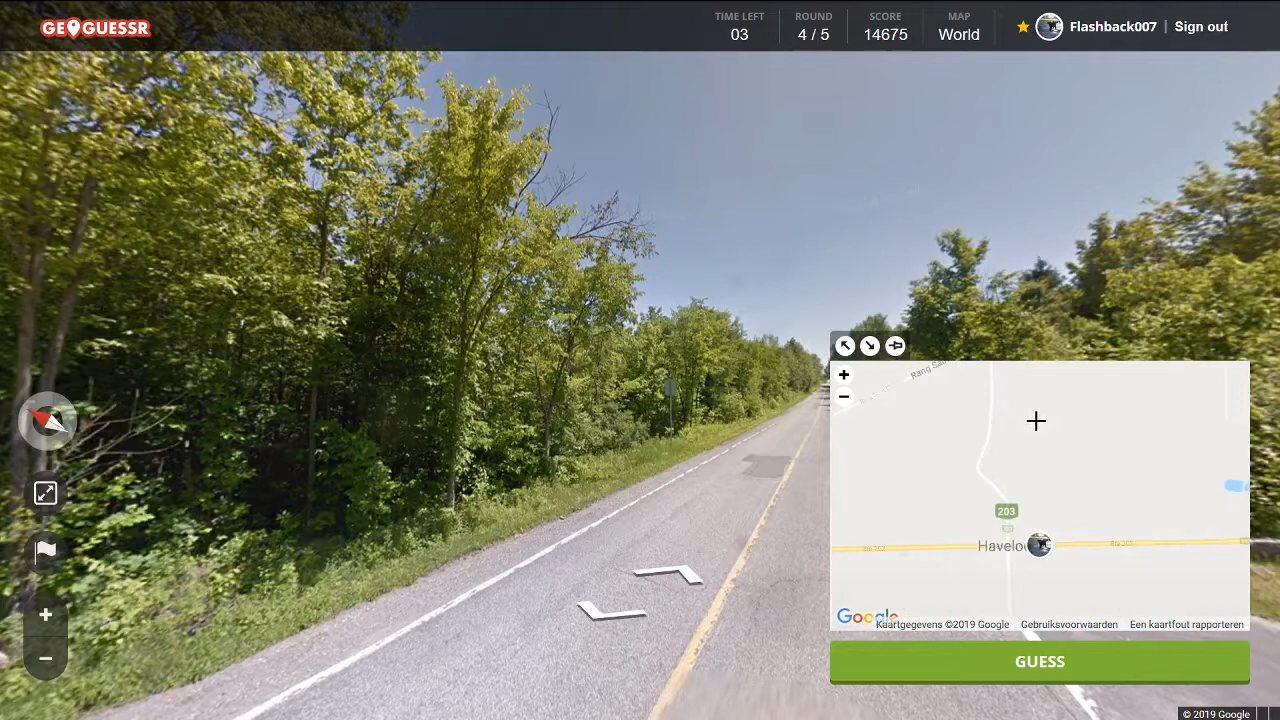 GEOGUESSR
TIME LEFT
03
ROUND
4 / 5
SCORE
14675
MAP
World
Flashback007 | Sign out
203
Google
Kaartgegevens ©2019 Google
Gebruiksvoorwaarden
Een kaartfout rapporteren
GUESS
© 2019 Google